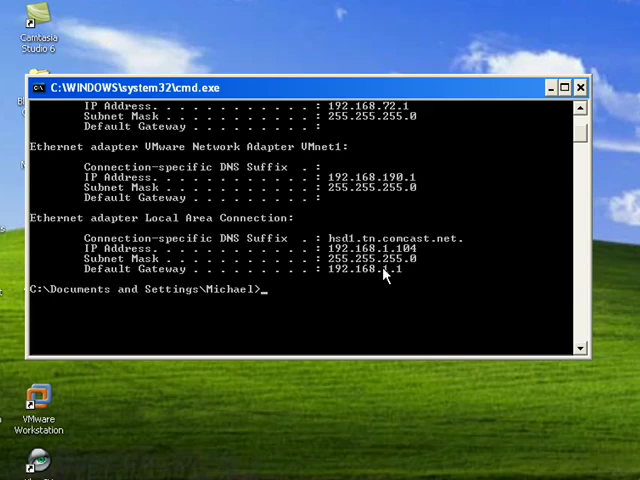 Camtasia
Studio 6
C:\WINDOWS\system32\cmd.exe
IP Address. . . . . . . . . . . . : 192.168.72.1
Subnet Mask . . . . . . . . . . . : 255.255.255.0
Default Gateway . . . . . . . . . :
Ethernet adapter VMware Network Adapter VMnet1:
Connection-specific DNS Suffix  . :
IP Address. . . . . . . . . . . . : 192.168.190.1
Subnet Mask . . . . . . . . . . . : 255.255.255.0
Default Gateway . . . . . . . . . :
Ethernet adapter Local Area Connection:
Connection-specific DNS Suffix  . : hsd1.tn.comcast.net.
IP Address. . . . . . . . . . . . : 192.168.1.104
Subnet Mask . . . . . . . . . . . : 255.255.255.0
Default Gateway . . . . . . . . . : 192.168.1.1
C:\Documents and Settings\Michael>_
VMware
Workstation